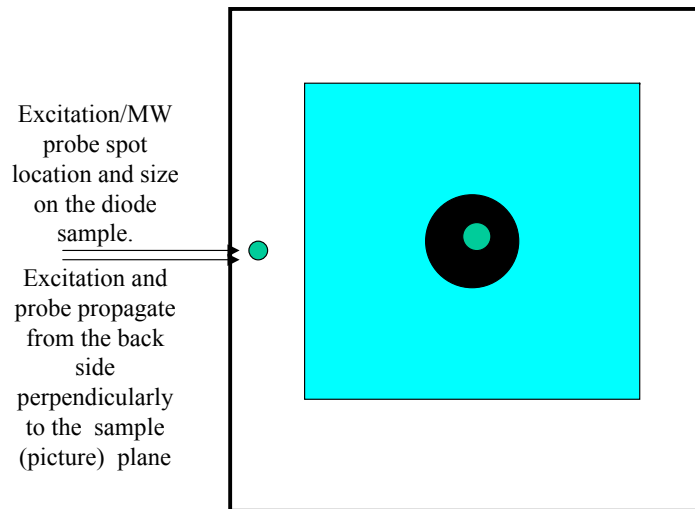 Excitation/MW
probe spot
location and size
on the diode
sample.
Excitation and
probe propagate
from the back
side
perpendicularly
to the sample
(picture) plane